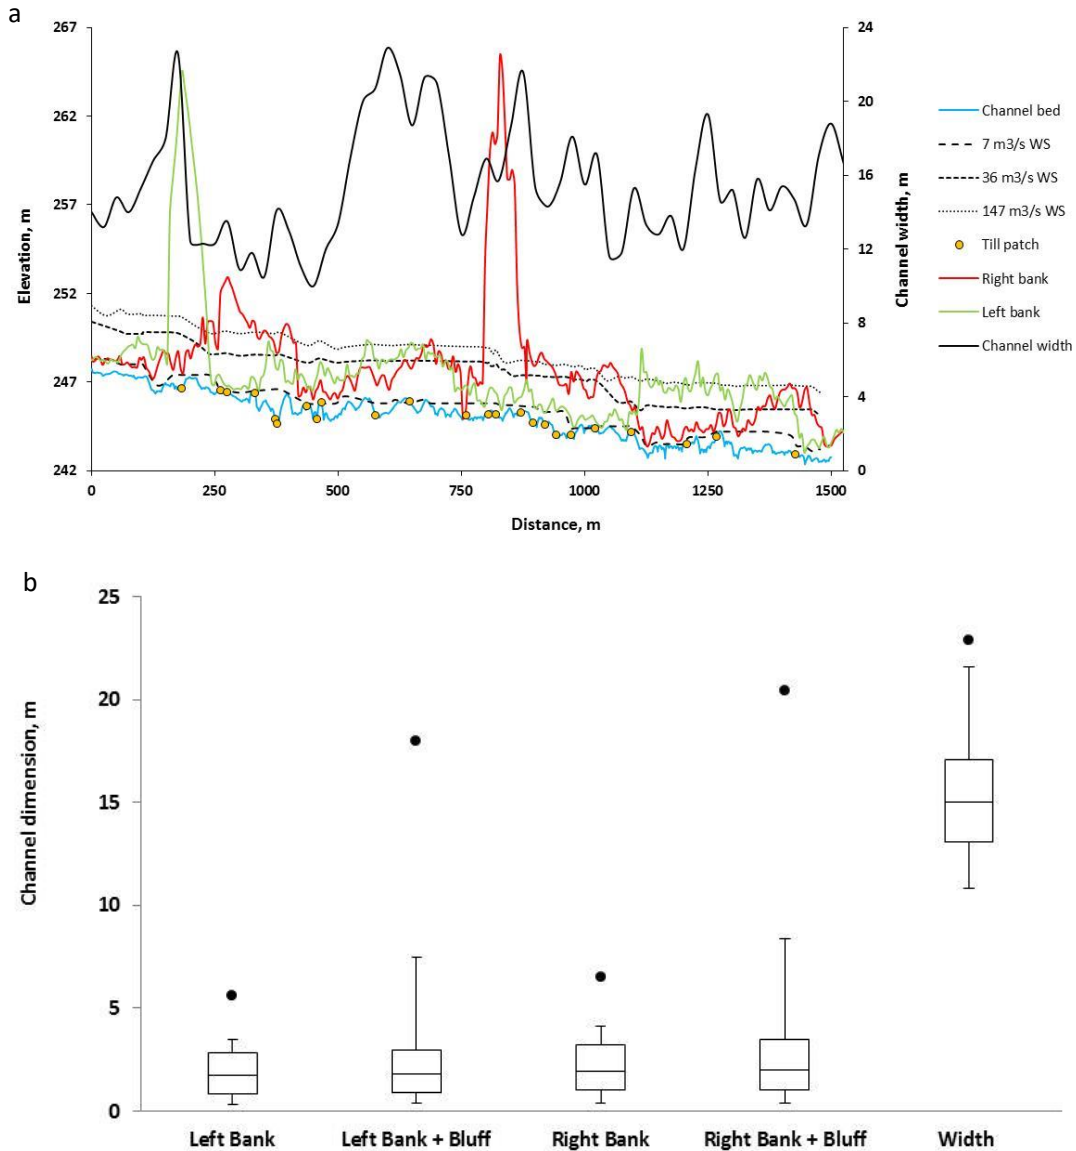 a
267
262
257
252
247
242
Elevation, m
24
20
16
12
8
4
0
Channel width, m
0
250
500
750
1000
1250
1500
Distance, m
Channel bed
7 m3/s WS
36 m3/s WS
147 m3/s WS
Till patch
Right bank
Left bank
Channel width
b
25
20
15
10
5
0
Channel dimension, m
Left Bank
Left Bank + Bluff
Right Bank
Right Bank + Bluff
Width